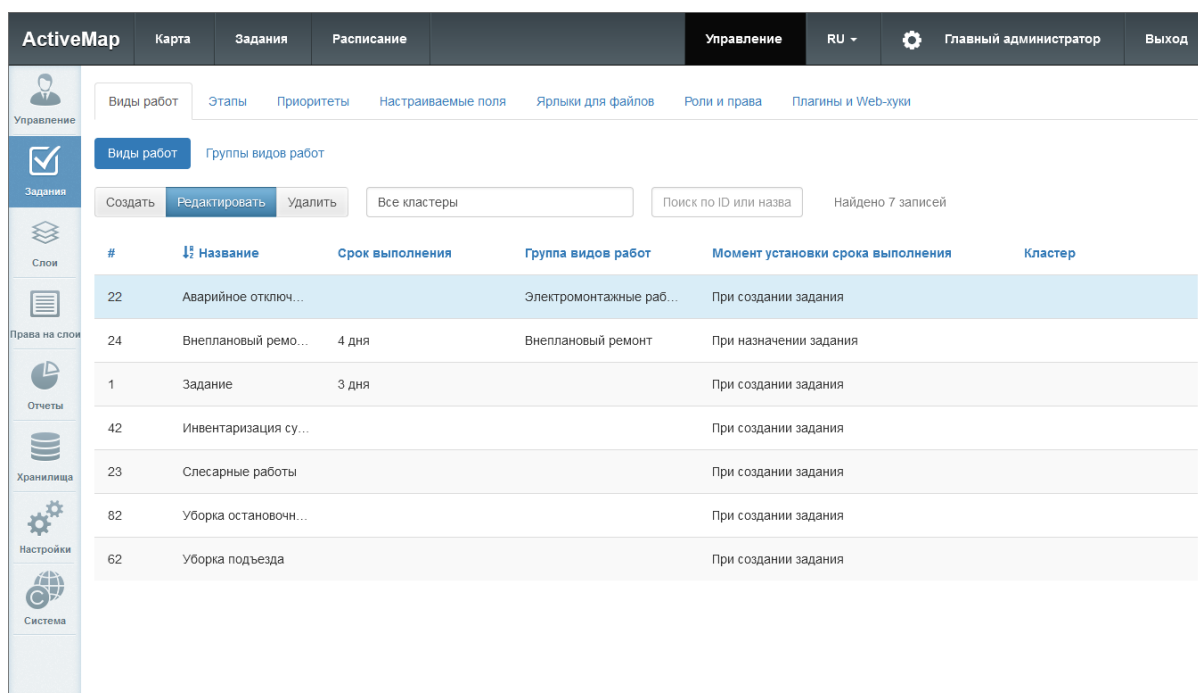 ActiveMap Карта Задания Расписание Управление RU Главный администратор Выход
Управление
Задания
Слои
Права на слои
Отчеты
Хранилища
Настройки
Система
Виды работ Этапы Приоритеты Настраиваемые поля Ярлыки для файлов Роли и права Плагины и Web-хуки
Виды работ Группы видов работ
Создать Редактировать Удалить Все кластеры Поиск по ID или назва Найдено 7 записей
# Название Срок выполнения Группа видов работ Момент установки срока выполнения Кластер
22 Аварийное отключ... Электромонтажные раб... При создании задания
24 Внеплановый ремо... 4 дня Внеплановый ремонт При назначении задания
1 Задание 3 дня При создании задания
42 Инвентаризация су... При создании задания
23 Слесарные работы При создании задания
82 Уборка остановочн... При создании задания
62 Уборка подъезда При создании задания